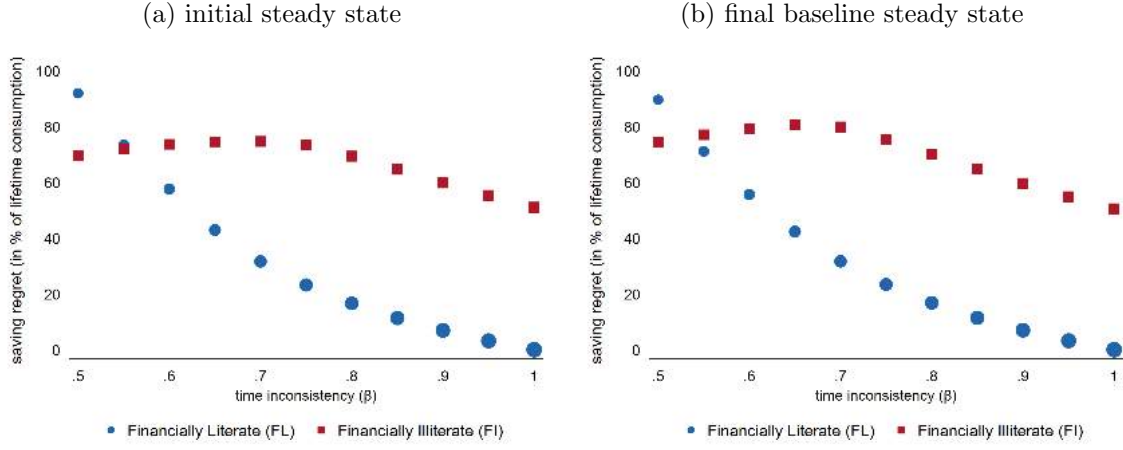 (a) initial steady state
saving regret (in % of lifetime consumption)
100
80
60
40
20
0
.5 .6 .7 .8 .9 1
time inconsistency (β)
Financially Literate (FL) Financially Illiterate (FI)
(b) final baseline steady state
saving regret (in % of lifetime consumption)
100
80
60
40
20
0
.5 .6 .7 .8 .9 1
time inconsistency (β)
Financially Literate (FL) Financially Illiterate (FI)